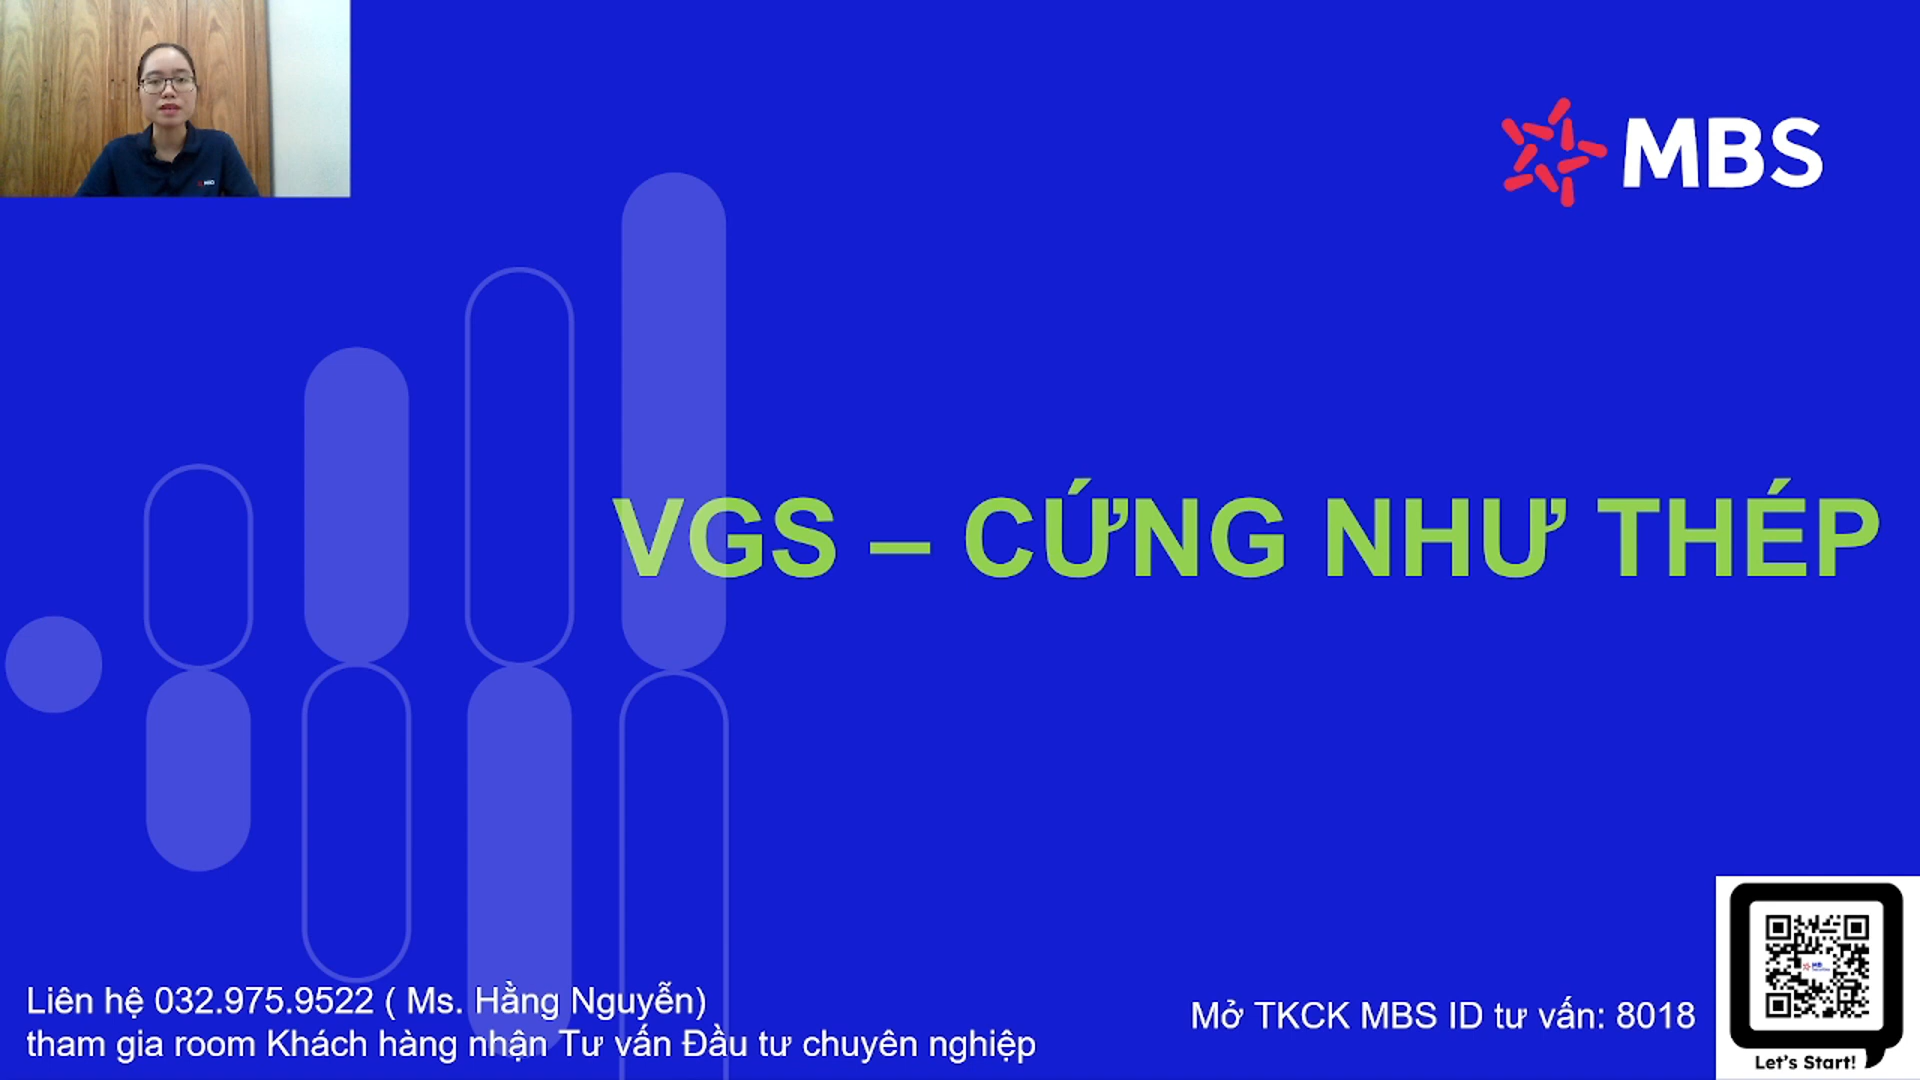 MBS
VGS – CỨNG NHƯ THÉP
Liên hệ 032.975.9522 ( Ms. Hằng Nguyễn)
tham gia room Khách hàng nhận Tư vấn Đầu tư chuyên nghiệp
Mở TKCK MBS ID tư vấn: 8018
Let's Start!